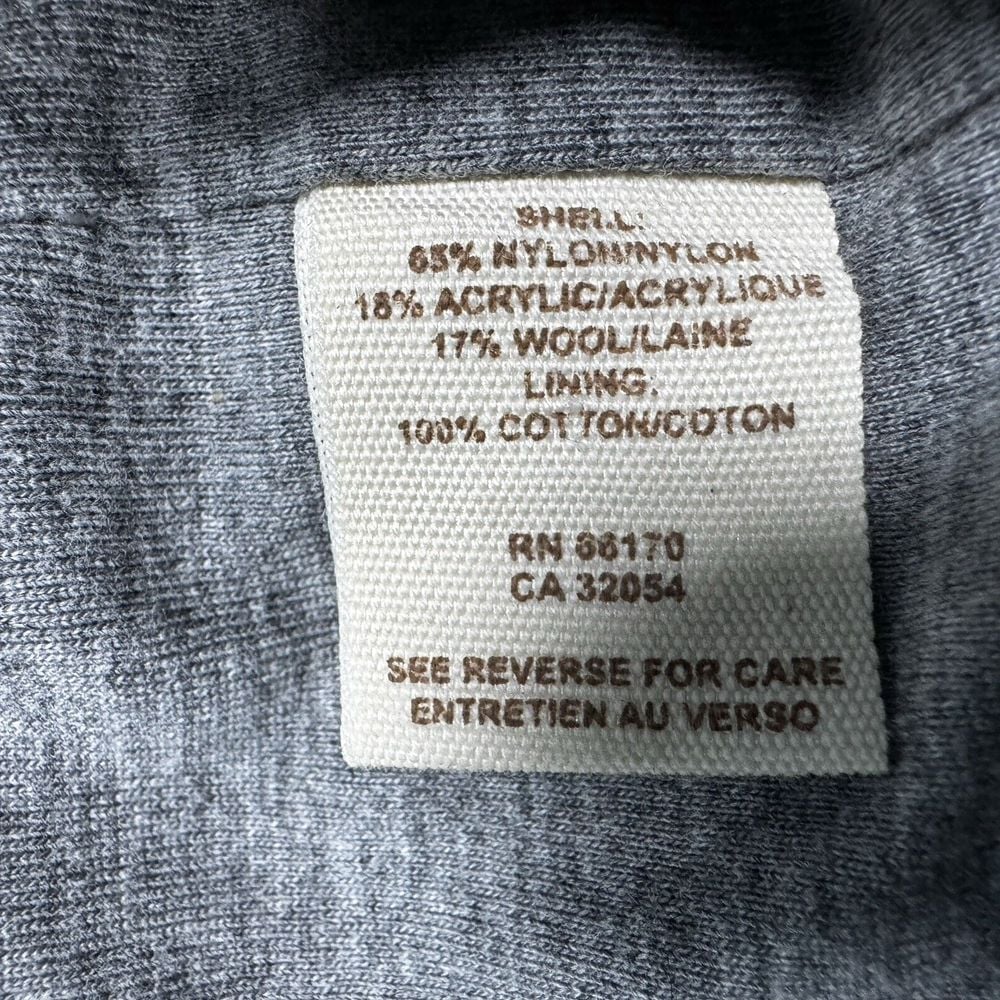 SHELL:
65% NYLON/NYLON
18% ACRYLIC/ACRYLIQUE
17% WOOL/LAINE
LINING:
100% COTTON/COTON
RN 66170
CA 32054
SEE REVERSE FOR CARE
ENTRETIEN AU VERSO